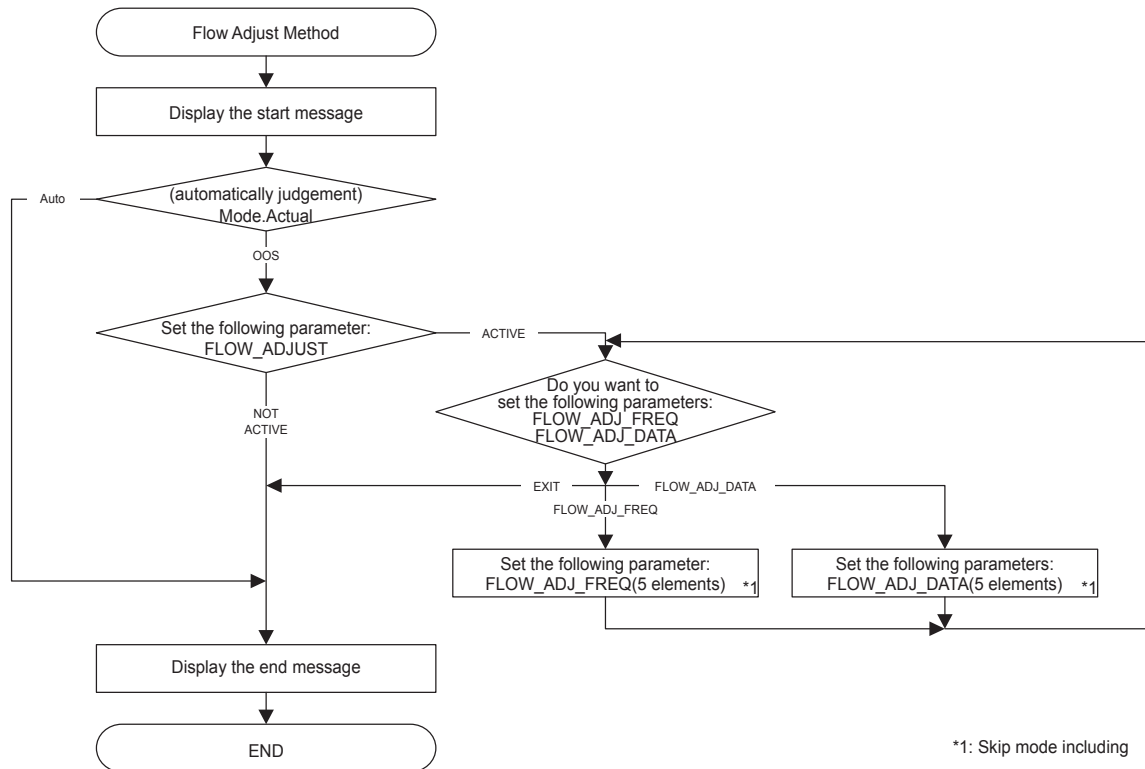 Flow Adjust Method
Display the start message
(automatically judgement)
Mode.Actual
Auto
OOS
Set the following parameter:
FLOW_ADJUST
ACTIVE
NOT
ACTIVE
Do you want to
set the following parameters:
FLOW_ADJ_FREQ
FLOW_ADJ_DATA
EXIT
FLOW_ADJ_DATA
FLOW_ADJ_FREQ
Set the following parameter:
FLOW_ADJ_FREQ(5 elements) *1
Set the following parameters:
FLOW_ADJ_DATA(5 elements) *1
Display the end message
END
*1: Skip mode including